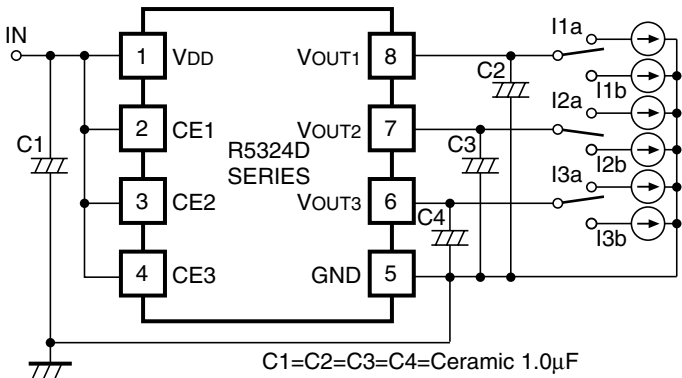 IN
I1a
1 VDD VOUT1 8
C2 I1b
I2a
2 CE1 VOUT2 7
C1 R5324D C3
SERIES I2b
I3a
3 CE2 VOUT3 6
C4
I3b
4 CE3 GND 5
C1=C2=C3=C4=Ceramic 1.0μF